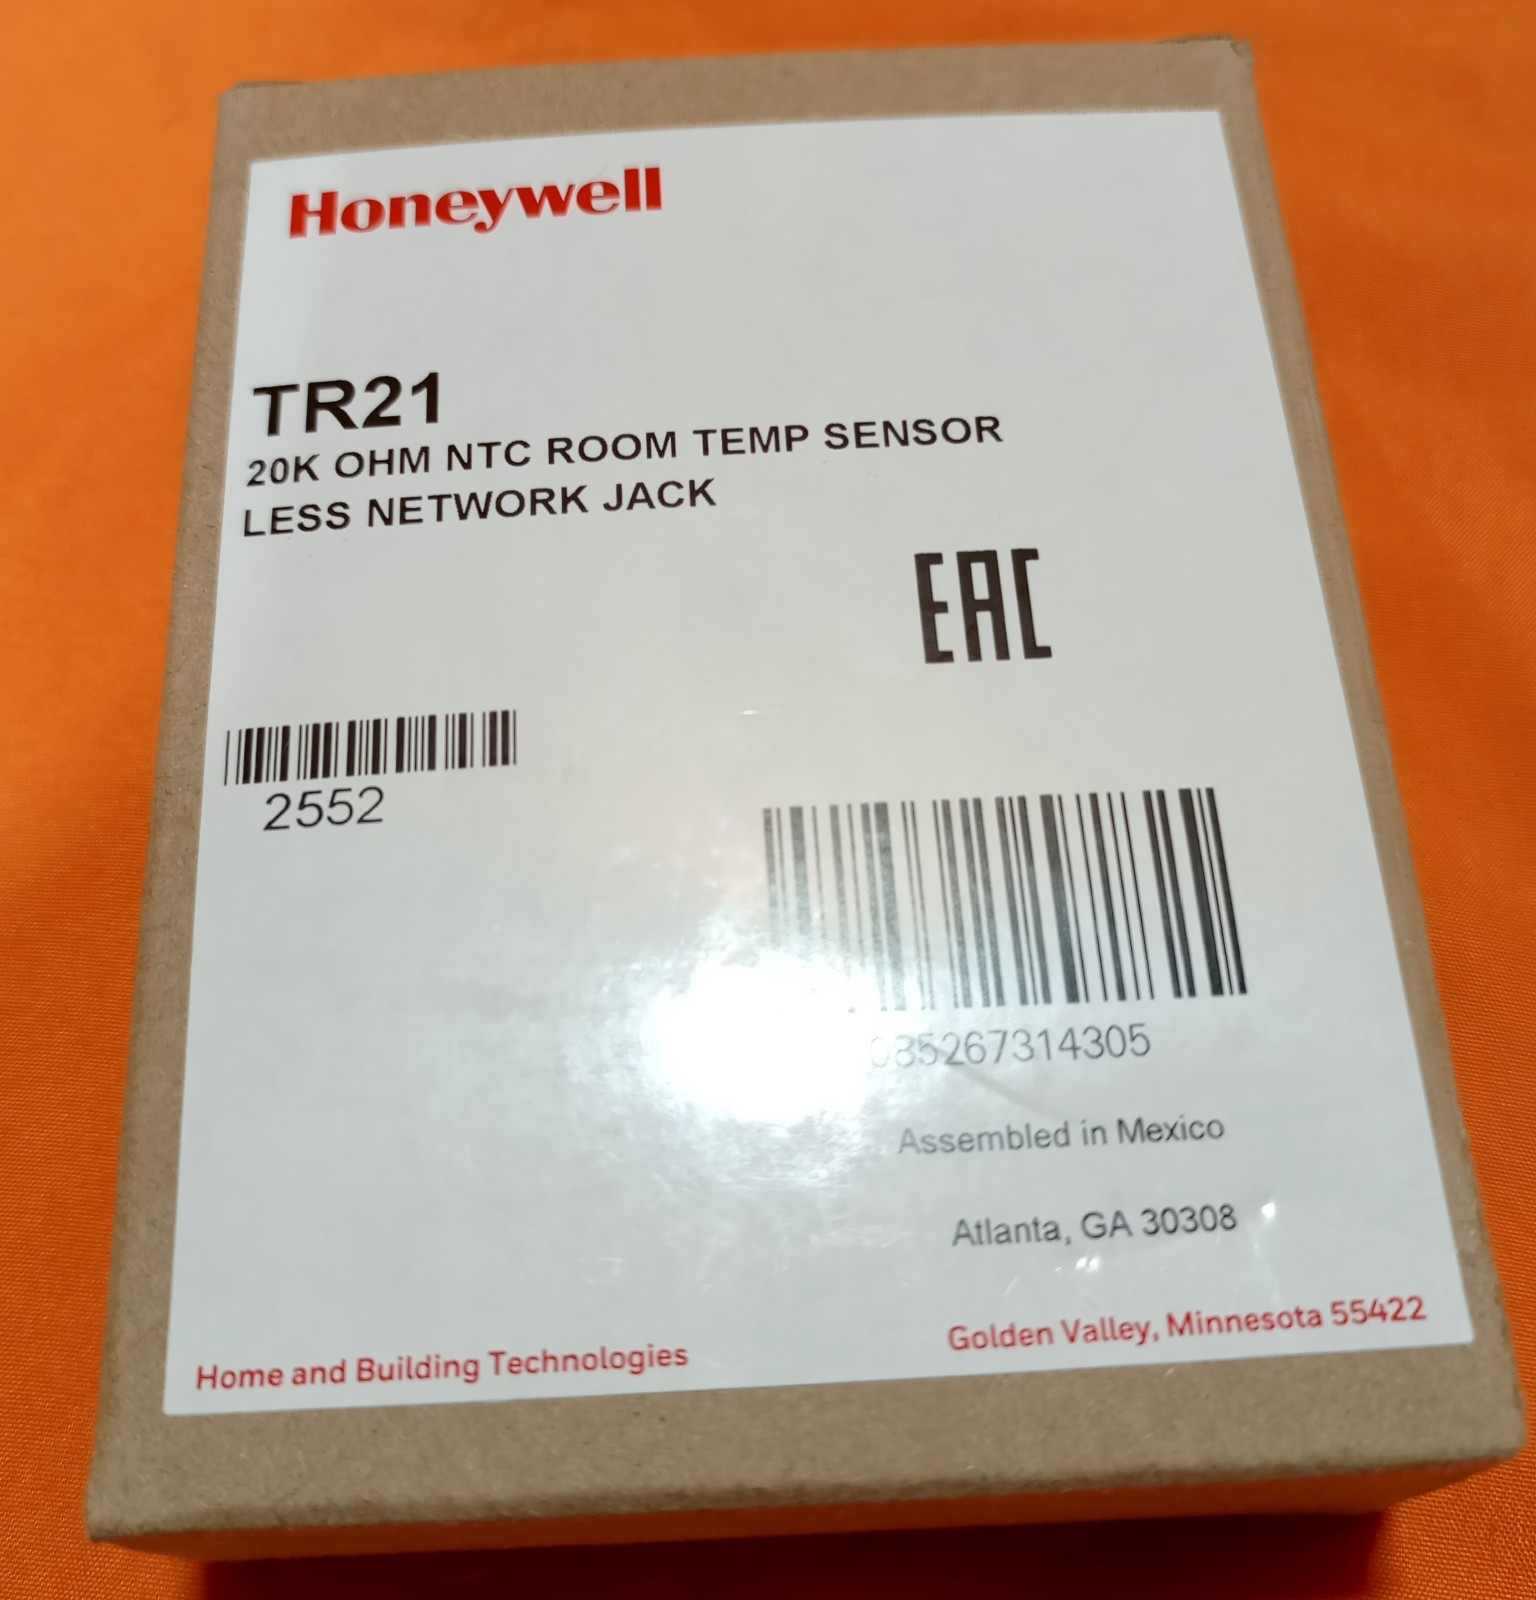 Honeywell
TR21
20K OHM NTC ROOM TEMP SENSOR
LESS NETWORK JACK
EAC
2552
085267314305
Assembled in Mexico
Atlanta, GA 30308
Home and Building Technologies
Golden Valley, Minnesota 55422